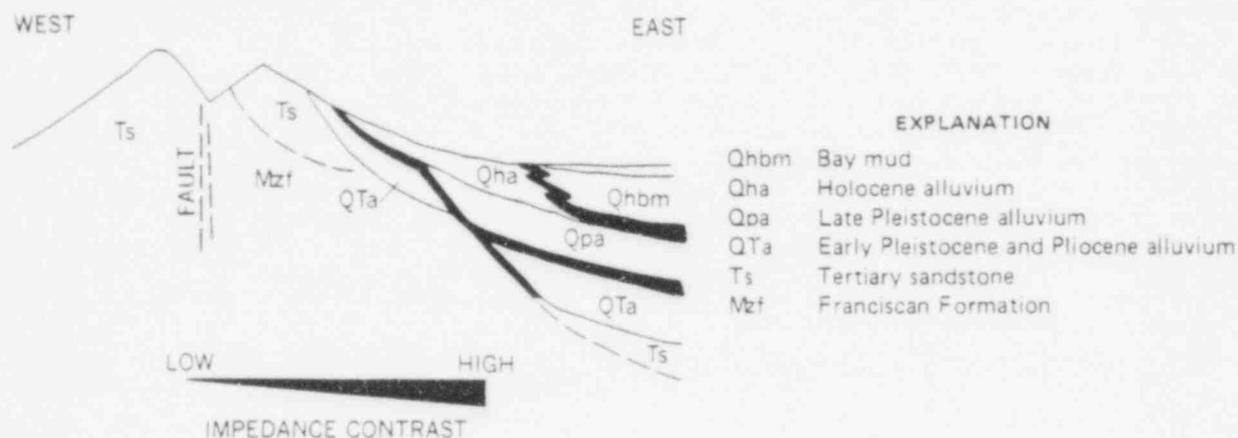 WEST
EAST
Ts
FAULT
Ts
Mzf
QTa
Qha
Qhbm
Qpa
QTa
Ts
LOW
HIGH
IMPEDANCE CONTRAST
EXPLANATION
Qhbm Bay mud
Qha Holocene alluvium
Qpa Late Pleistocene alluvium
QTa Early Pleistocene and Pliocene alluvium
Ts Tertiary sandstone
Mzf Franciscan Formation